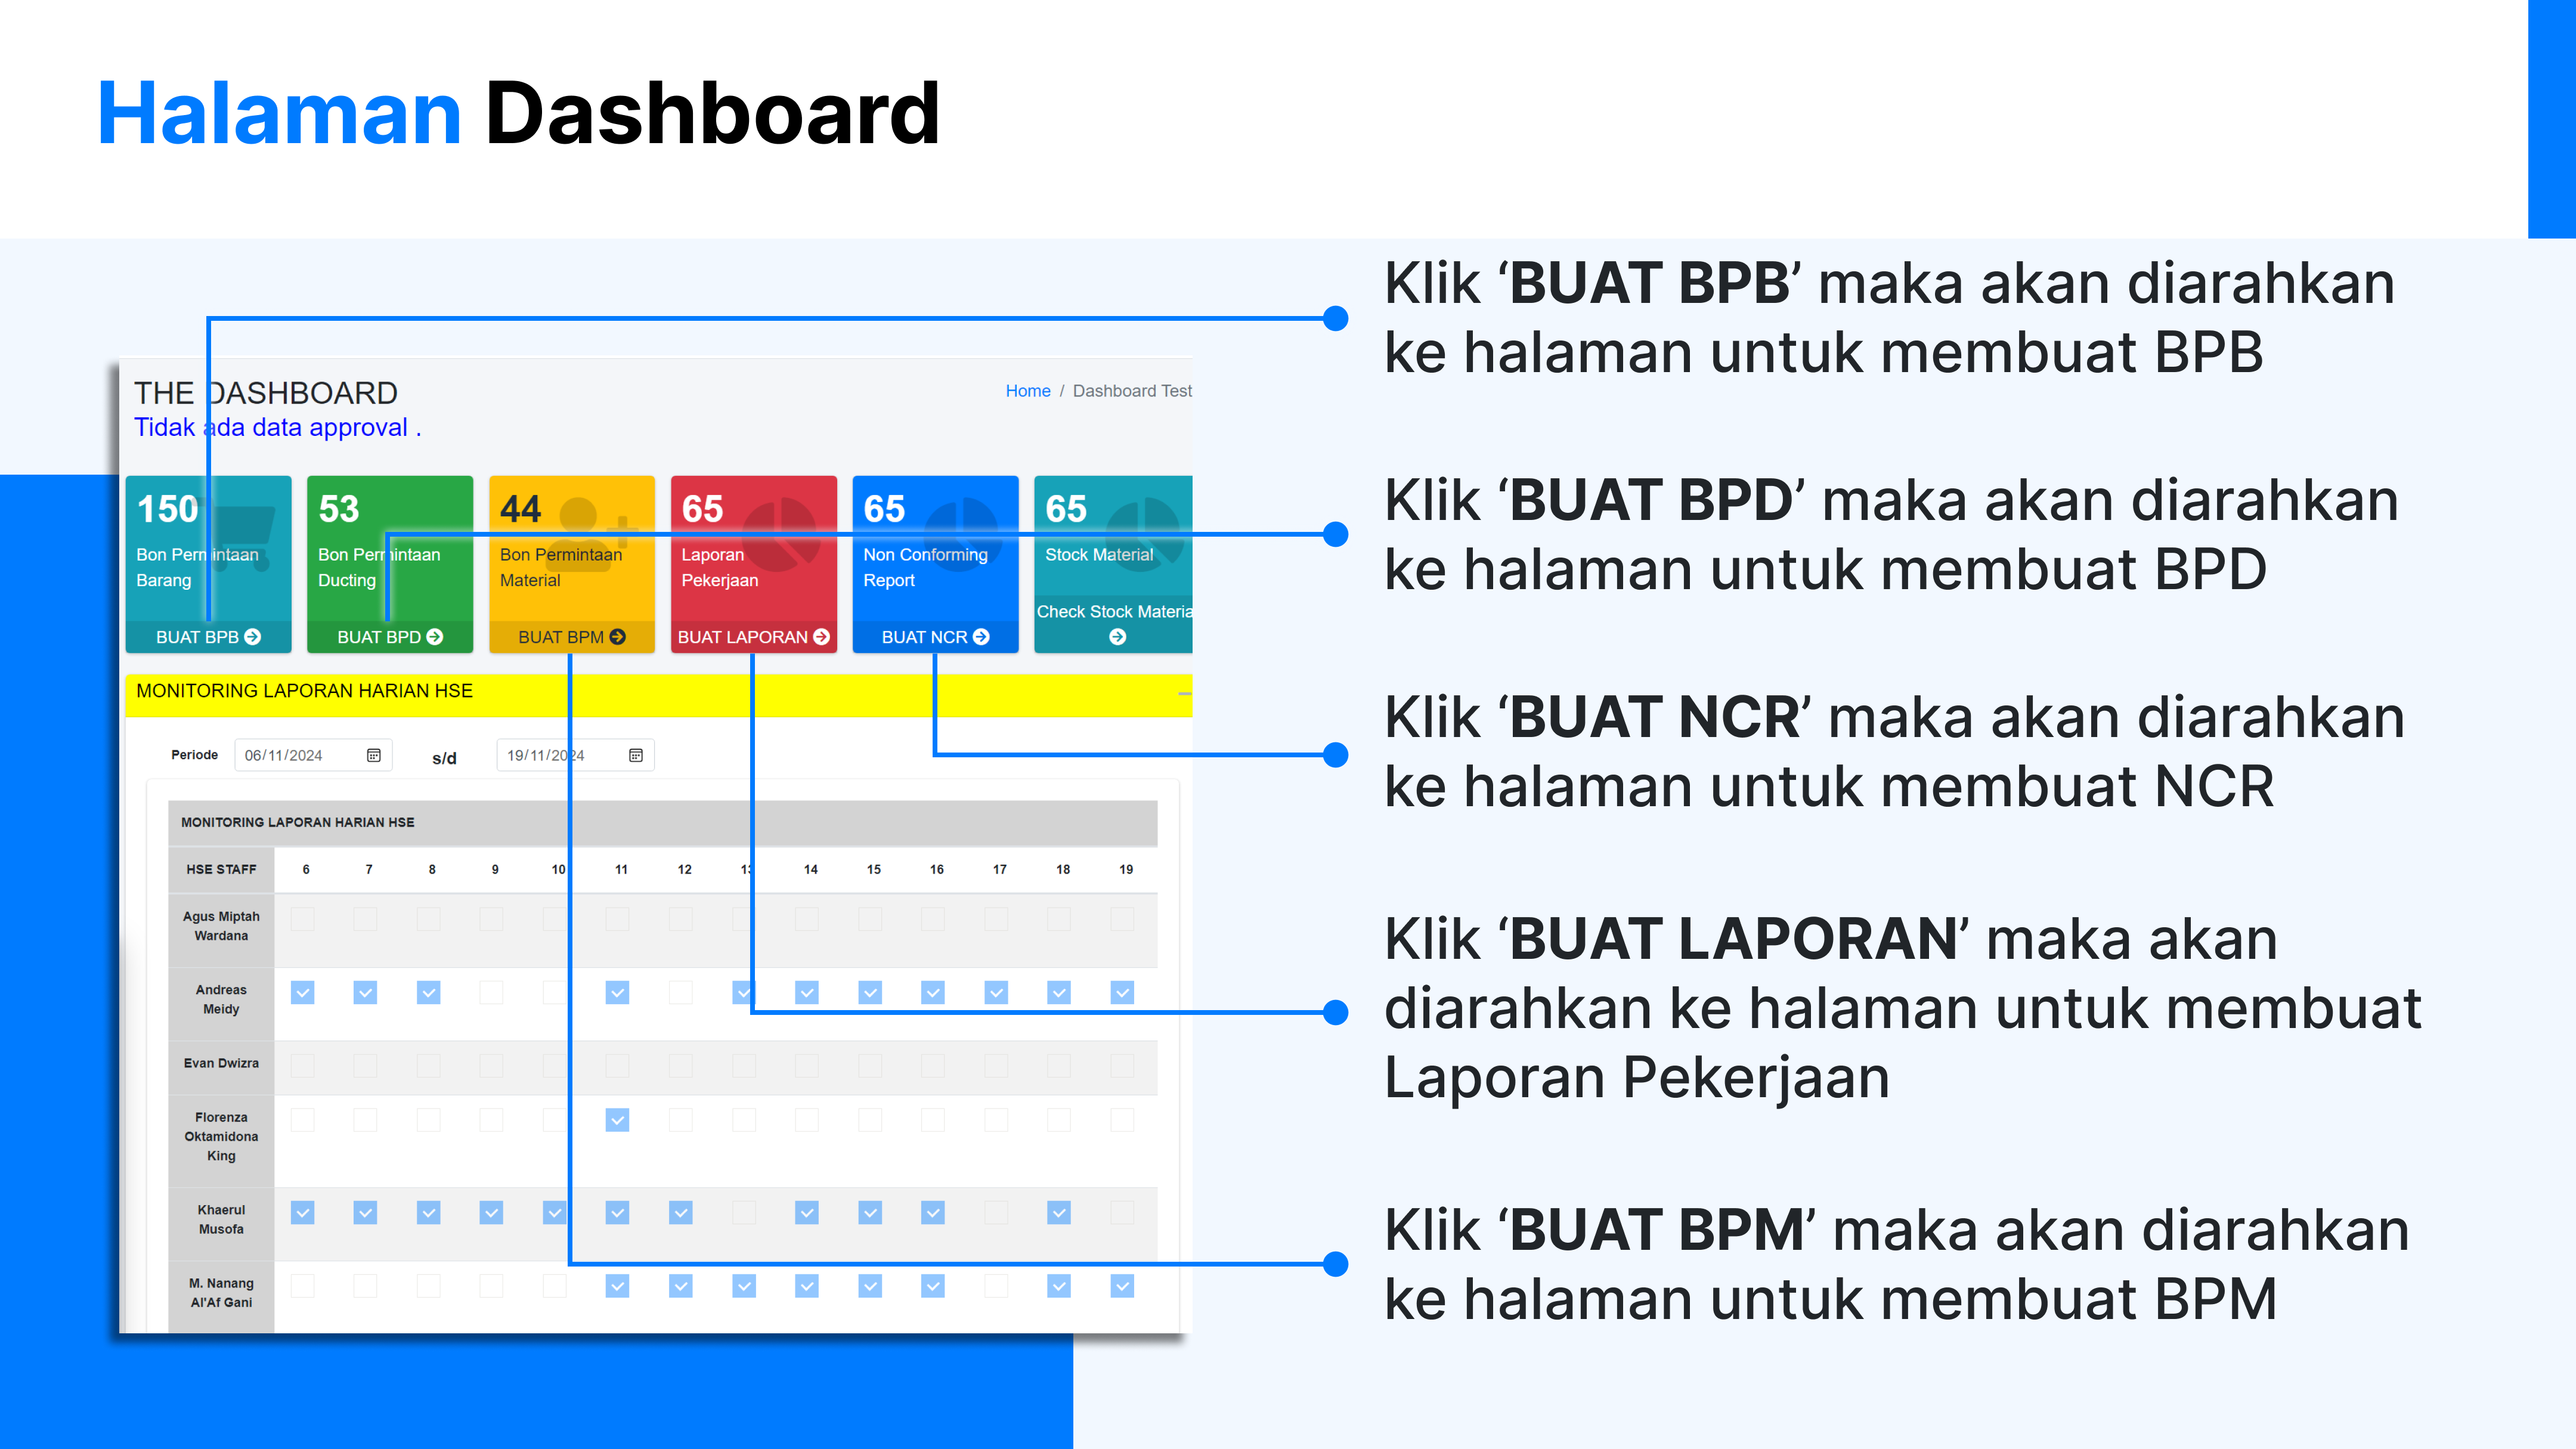 Halaman Dashboard
Klik ‘BUAT BPB’ maka akan diarahkan
ke halaman untuk membuat BPB
Klik ‘BUAT BPD’ maka akan diarahkan
ke halaman untuk membuat BPD
Klik ‘BUAT NCR’ maka akan diarahkan
ke halaman untuk membuat NCR
Klik ‘BUAT LAPORAN’ maka akan
diarahkan ke halaman untuk membuat
Laporan Pekerjaan
Klik ‘BUAT BPM’ maka akan diarahkan
ke halaman untuk membuat BPM
THE DASHBOARD
Home / Dashboard Test
Tidak ada data approval .
150
Bon Permintaan
Barang
BUAT BPB
53
Bon Permintaan
Ducting
BUAT BPD
44
Bon Permintaan
Material
BUAT BPM
65
Laporan
Pekerjaan
BUAT LAPORAN
65
Non Conforming
Report
BUAT NCR
65
Stock Material
Check Stock Materia
MONITORING LAPORAN HARIAN HSE
Periode 06/11/2024 s/d 19/11/2024
MONITORING LAPORAN HARIAN HSE
HSE STAFF 6 7 8 9 10 11 12 13 14 15 16 17 18 19
Agus Miptah
Wardana
Andreas
Meidy
Evan Dwizra
Florenza
Oktamidona
King
Khaerul
Musofa
M. Nanang
Al'Af Gani